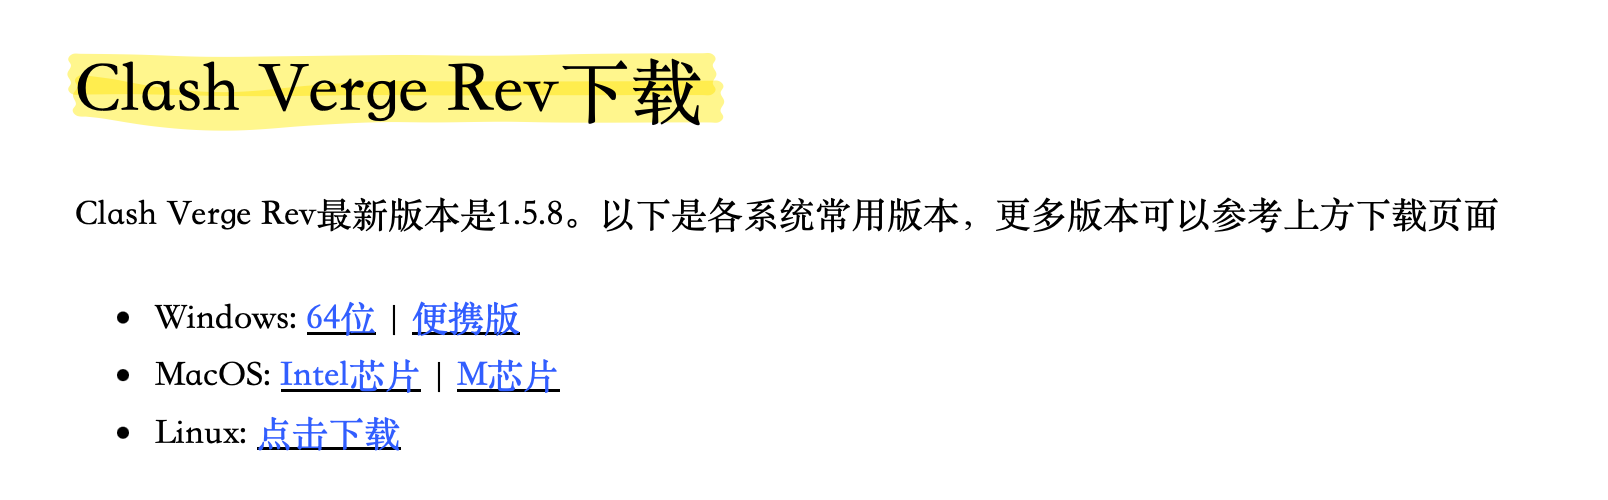 Clash Verge Rev下载
Clash Verge Rev最新版本是1.5.8。以下是各系统常用版本，更多版本可以参考上方下载页面
Windows: 64位 | 便携版
MacOS: Intel芯片 | M芯片
Linux: 点击下载